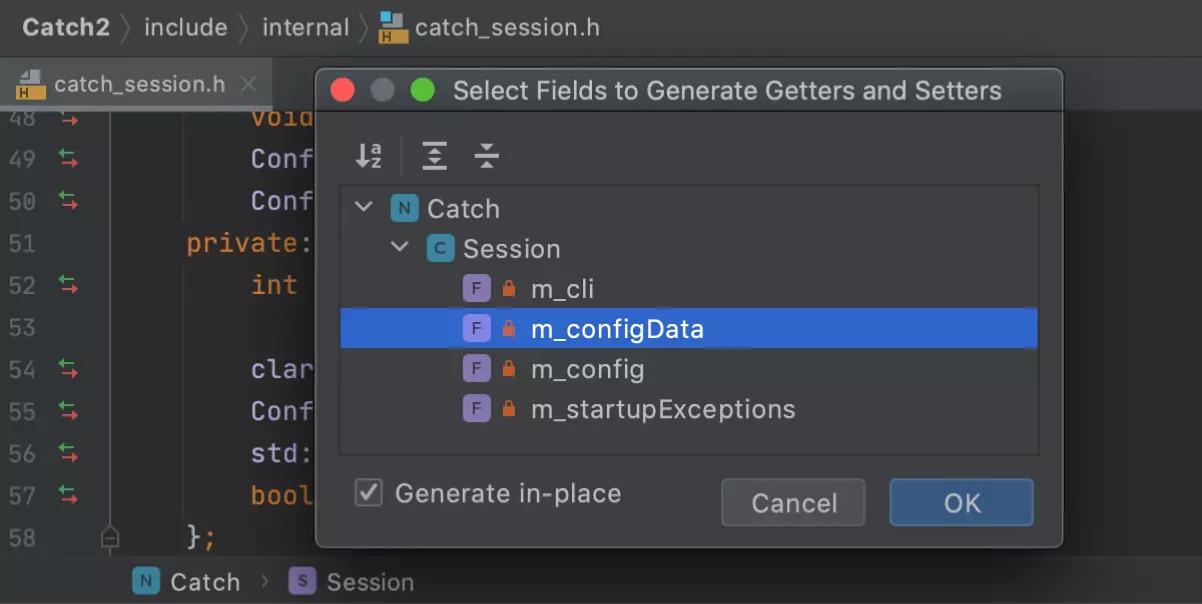 Catch2 include internal H catch_session.h
H catch_session.h
Select Fields to Generate Getters and Setters
a
z
N Catch
C Session
F m_cli
F m_configData
F m_config
F m_startupExceptions
Generate in-place
Cancel OK
48 void
49 Conf
50 Conf
51 private:
52 int
53
54 clar
55 Conf
56 std:
57 bool
58 };
N Catch S Session